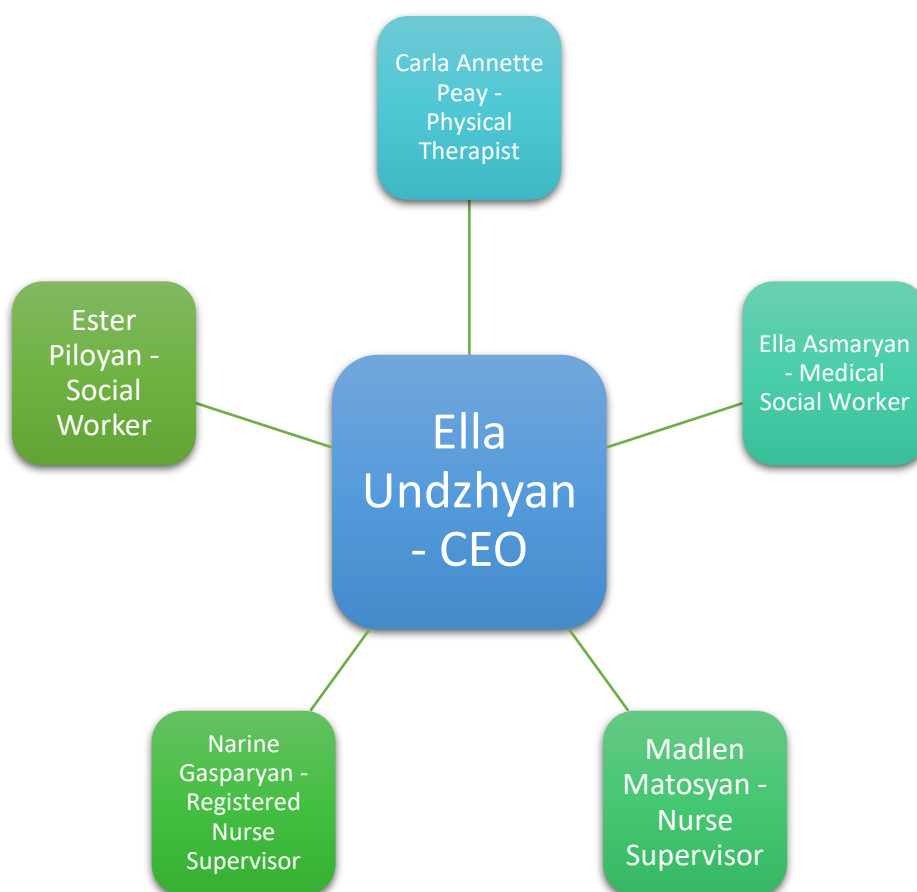 Carla Annette
Peay -
Physical
Therapist
Ester
Piloyan -
Social
Worker
Ella Asmaryan
- Medical
Social Worker
Ella
Undzhyan
- CEO
Narine
Gasparyan -
Registered
Nurse
Supervisor
Madlen
Matosyan -
Nurse
Supervisor